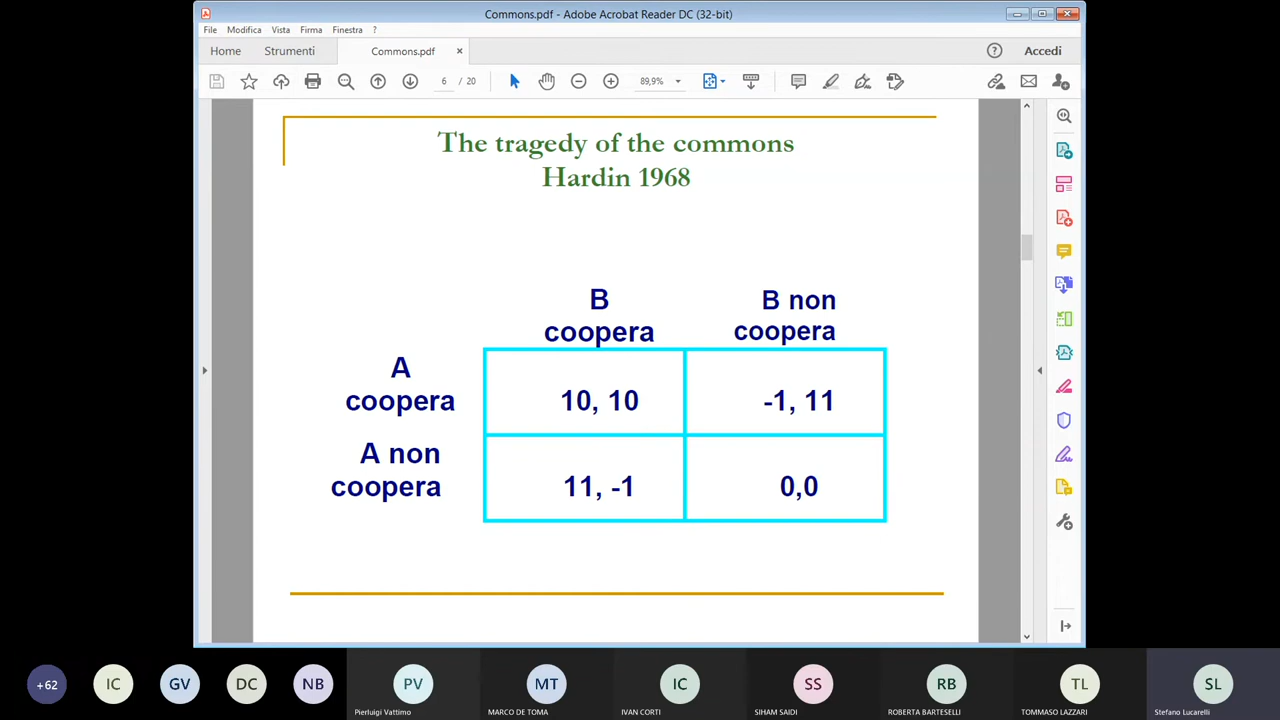 Commons.pdf - Adobe Acrobat Reader DC (32-bit)
File Modifica Vista Firma Finestra ?
Home Strumenti Commons.pdf × Accedi
6 / 20 89,9%
The tragedy of the commons
Hardin 1968
B
coopera
B non
coopera
A
coopera
10, 10
-1, 11
A non
coopera
11, -1
0,0
+62 IC GV DC NB PV MT IC SS RB TL SL
Pierluigi Vattimo MARCO DE TOMA IVAN CORTI SIHAM SAIDI ROBERTA BARTESELLI TOMMASO LAZZARI Stefano Lucarelli